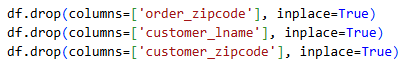 df.drop(columns=['order_zipcode'], inplace=True)
df.drop(columns=['customer_lname'], inplace=True)
df.drop(columns=['customer_zipcode'], inplace=True)